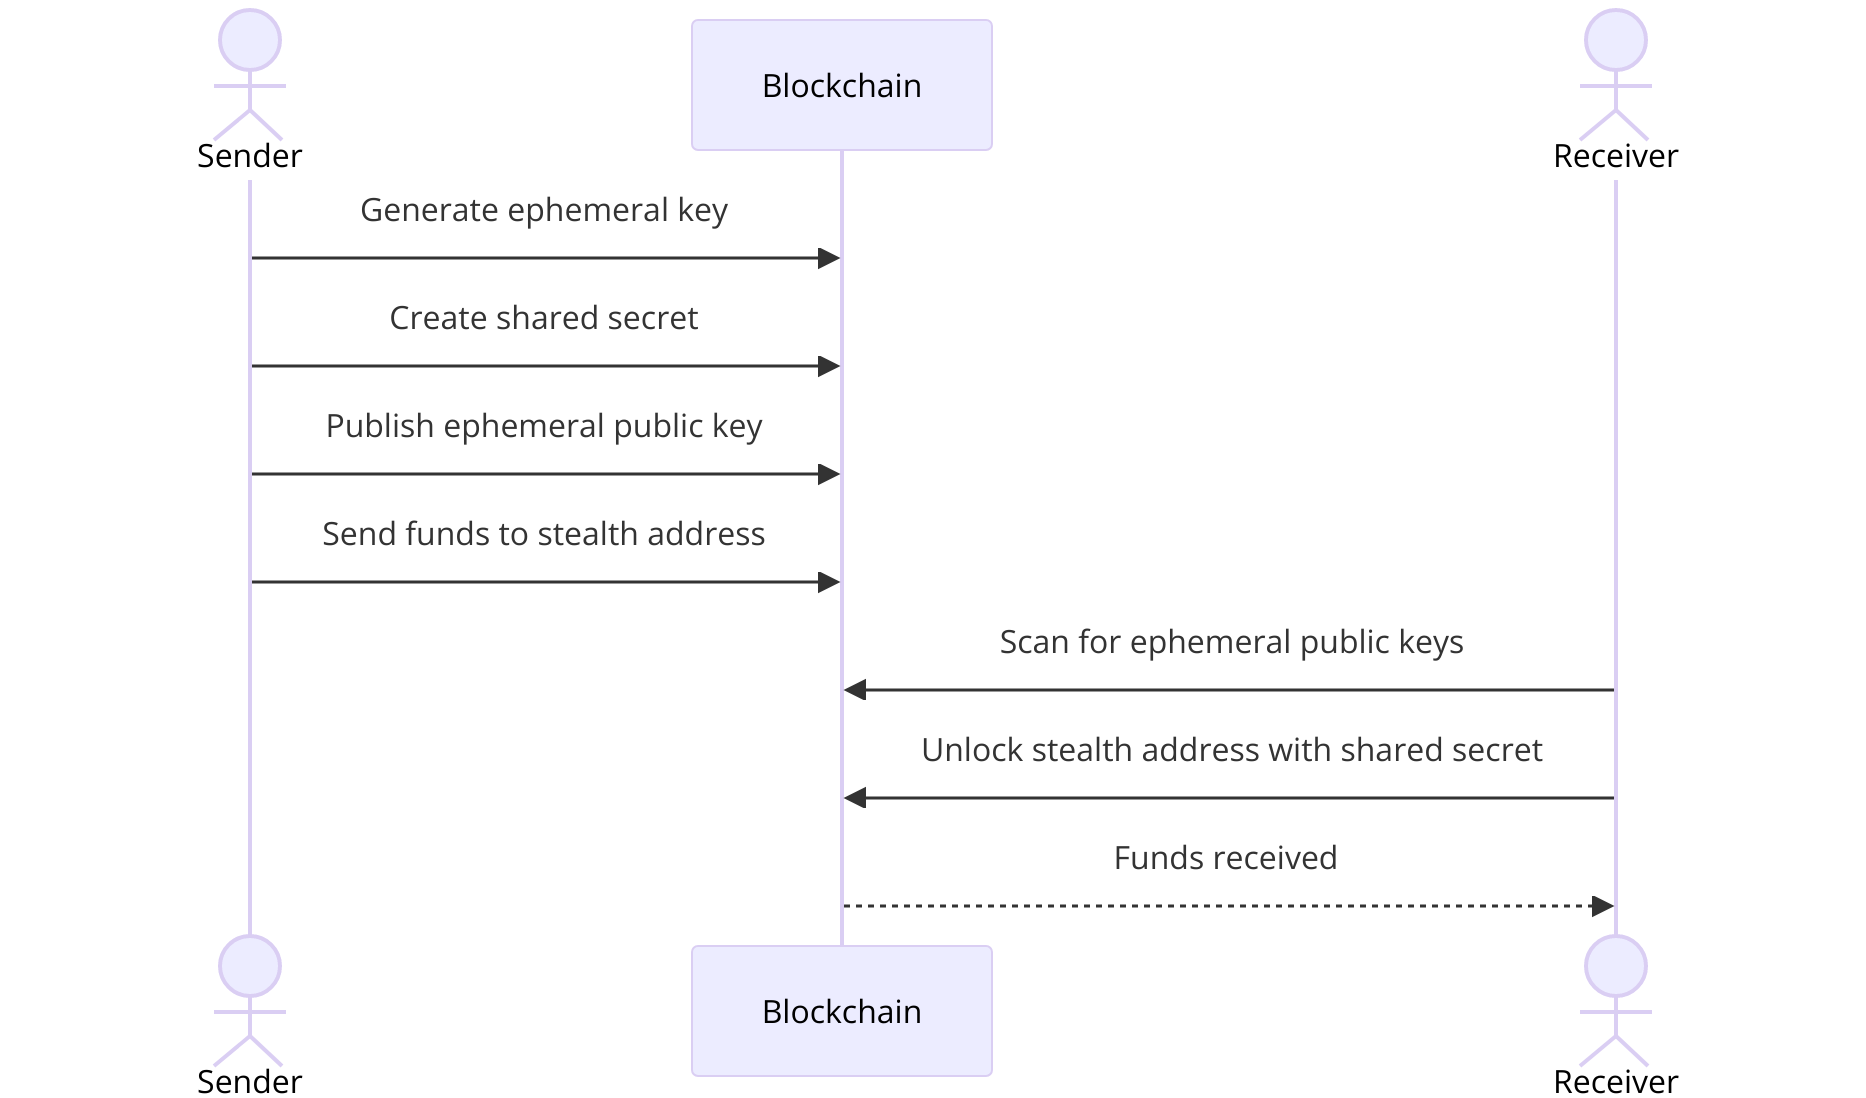 Sender
Blockchain
Receiver
Generate ephemeral key
Create shared secret
Publish ephemeral public key
Send funds to stealth address
Scan for ephemeral public keys
Unlock stealth address with shared secret
Funds received
Sender
Blockchain
Receiver